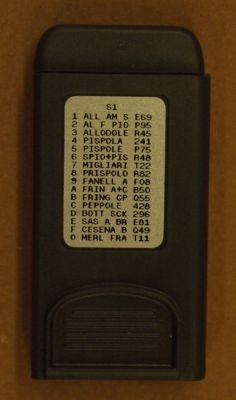 S1
1 ALL AM S E69
2 AL F PIO P95
3 ALLODOLE R45
4 PISPOLA 241
5 PISPOLE P75
6 SPIO+PIS R48
7 MIGLIARI T22
8 PRISPOLO R82
9 FANELL A F08
A FRIN A+C B50
B FRING CP Q55
C PEPPOLE 428
D BOTT SCK 296
E SAS A BR E81
F CESENA B Q49
0 MERL FRA T11